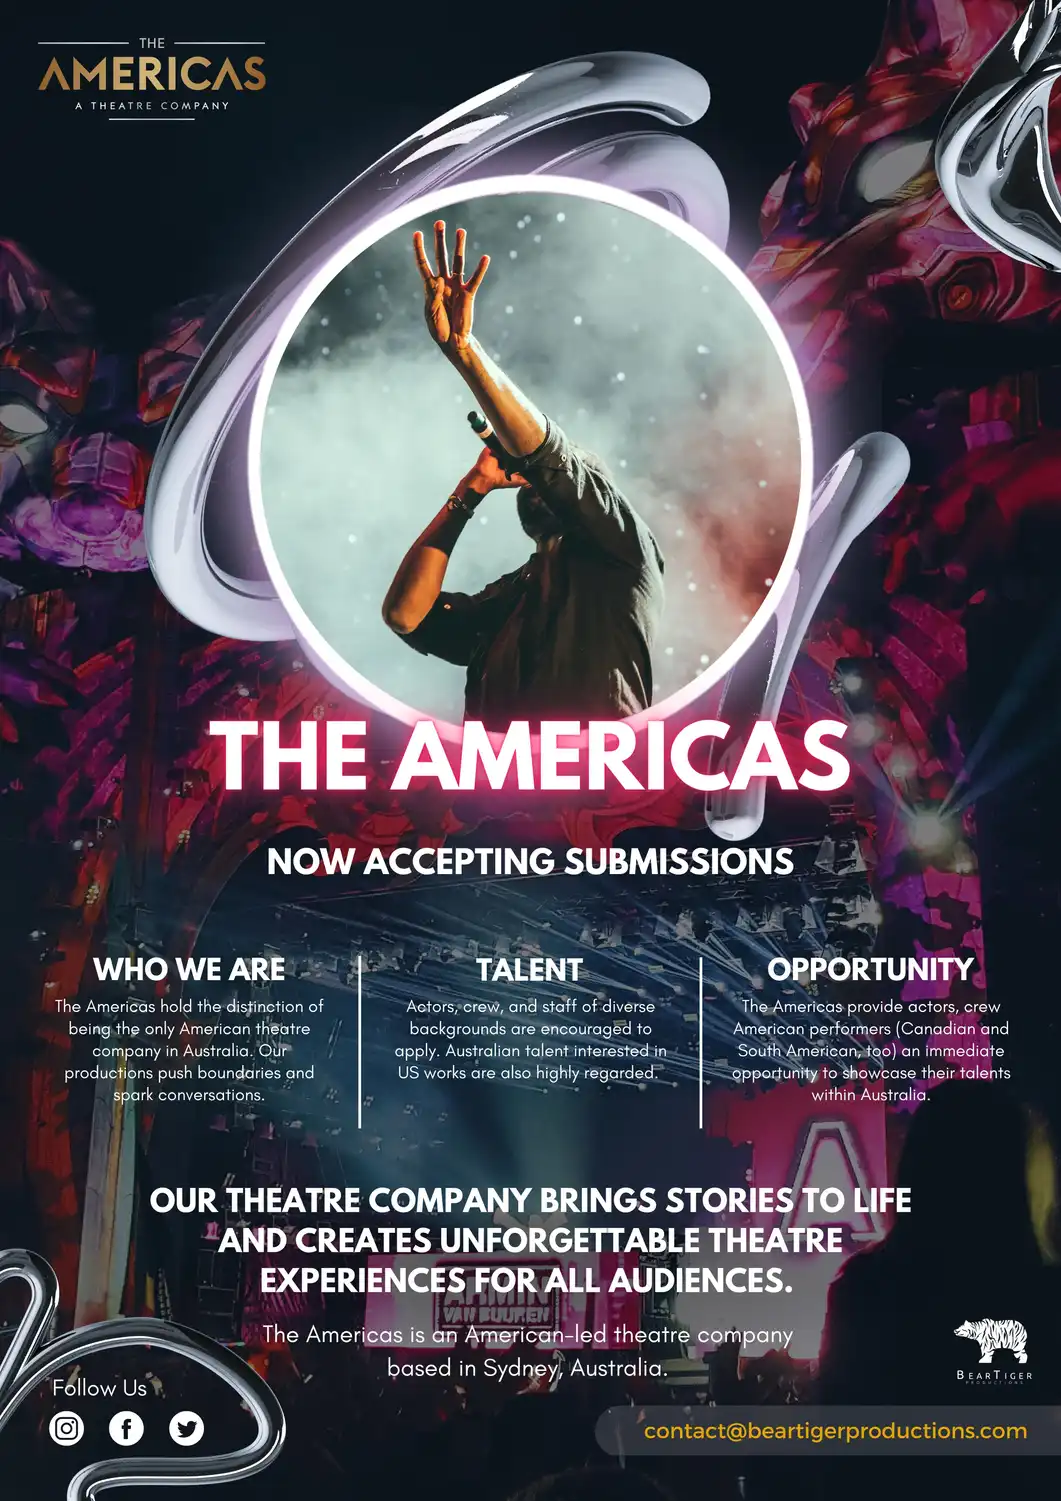 THE
AMERICAS
A THEATRE COMPANY
THE AMERICAS
NOW ACCEPTING SUBMISSIONS
WHO WE ARE
The Americas hold the distinction of
being the only American theatre
company in Australia. Our
productions push boundaries and
spark conversations.
TALENT
Actors, crew, and staff of diverse
backgrounds are encouraged to
apply. Australian talent interested in
US works are also highly regarded.
OPPORTUNITY
The Americas provide actors, crew
American performers (Canadian and
South American, too) an immediate
opportunity to showcase their talents
within Australia.
A
OUR THEATRE COMPANY BRINGS STORIES TO LIFE
AND CREATES UNFORGETTABLE THEATRE
EXPERIENCES FOR ALL AUDIENCES.
ARMIN
VAN BUUREN
The Americas is an American-led theatre company
based in Sydney, Australia.
Follow Us
BEARTIGER
PRODUCTIONS
contact@beartigerproductions.com